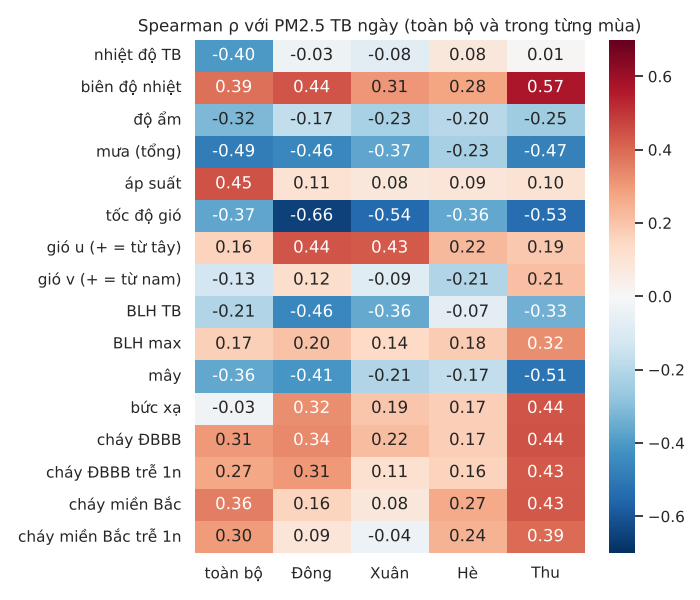 Spearman ρ với PM2.5 TB ngày (toàn bộ và trong từng mùa)
nhiệt độ TB -0.40 -0.03 -0.08 0.08 0.01
biên độ nhiệt 0.39 0.44 0.31 0.28 0.57
độ ẩm -0.32 -0.17 -0.23 -0.20 -0.25
mưa (tổng) -0.49 -0.46 -0.37 -0.23 -0.47
áp suất 0.45 0.11 0.08 0.09 0.10
tốc độ gió -0.37 -0.66 -0.54 -0.36 -0.53
gió u (+ = từ tây) 0.16 0.44 0.43 0.22 0.19
gió v (+ = từ nam) -0.13 0.12 -0.09 -0.21 0.21
BLH TB -0.21 -0.46 -0.36 -0.07 -0.33
BLH max 0.17 0.20 0.14 0.18 0.32
mây -0.36 -0.41 -0.21 -0.17 -0.51
bức xạ -0.03 0.32 0.19 0.17 0.44
cháy ĐBBB 0.31 0.34 0.22 0.17 0.44
cháy ĐBBB trễ 1n 0.27 0.31 0.11 0.16 0.43
cháy miền Bắc 0.36 0.16 0.08 0.27 0.43
cháy miền Bắc trễ 1n 0.30 0.09 -0.04 0.24 0.39
toàn bộ Đông Xuân Hè Thu
0.6
0.4
0.2
0.0
−0.2
−0.4
−0.6